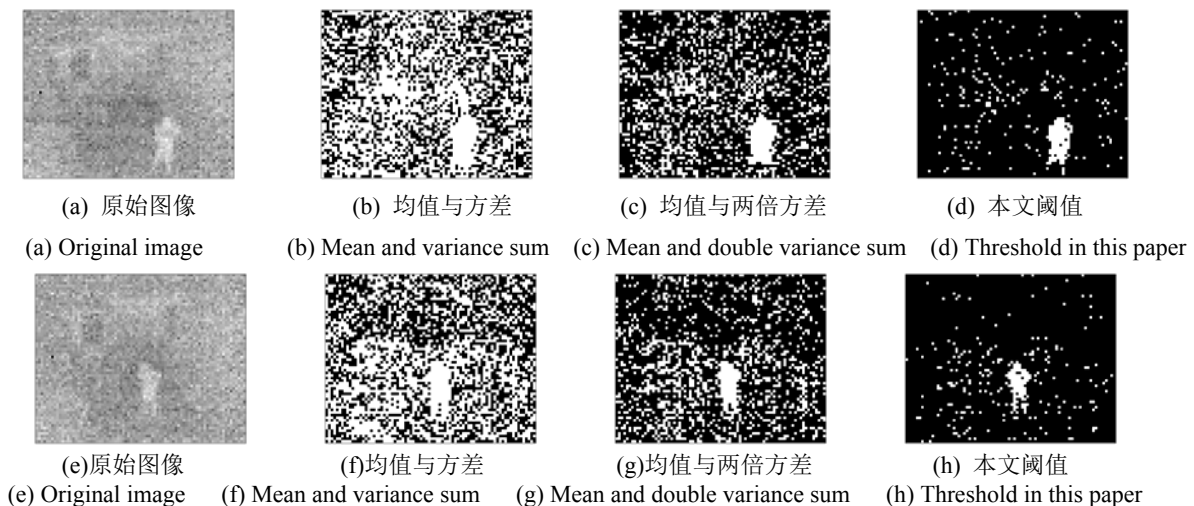 (a) 原始图像 (b) 均值与方差 (c) 均值与两倍方差 (d) 本文阈值
(a) Original image (b) Mean and variance sum (c) Mean and double variance sum (d) Threshold in this paper
(e)原始图像 (f)均值与方差 (g)均值与两倍方差 (h) 本文阈值
(e) Original image (f) Mean and variance sum (g) Mean and double variance sum (h) Threshold in this paper